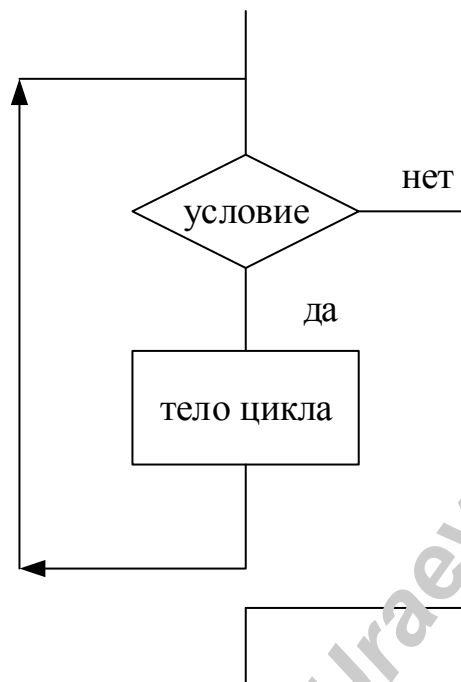 нет
условие
да
тело цикла